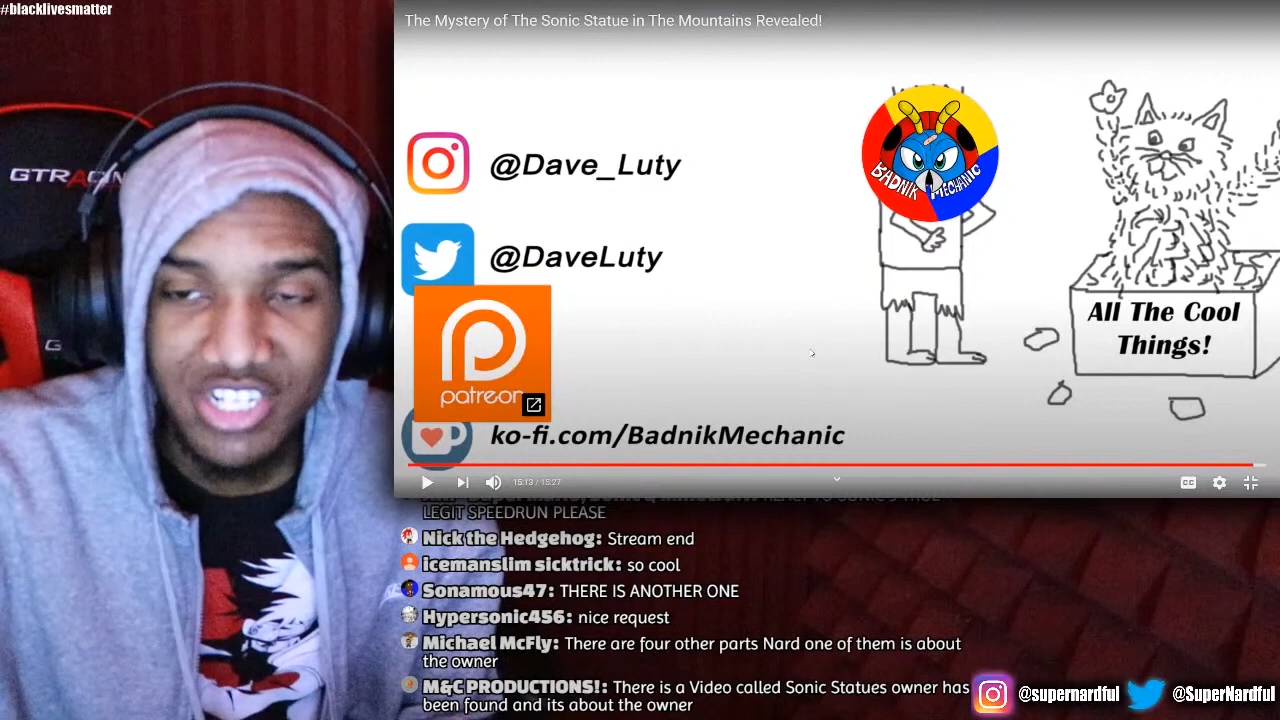 #blacklivesmatter
The Mystery of The Sonic Statue in The Mountains Revealed!
GTRA
G
@Dave_Luty
BADNIK MECHANIC
@DaveLuty
All The Cool
Things!
patreon
ko-fi.com/BadnikMechanic
15:13 / 15:27
CC
LEGIT SPEEDRUN PLEASE
Nick the Hedgehog: Stream end
icemanslim sicktrick: so cool
Sonamous47: THERE IS ANOTHER ONE
Hypersonic456: nice request
Michael McFly: There are four other parts Nard one of them is about
the owner
M&C PRODUCTIONS!: There is a Video called Sonic Statues owner has
been found and its about the owner
@supernardful
@SuperNardful